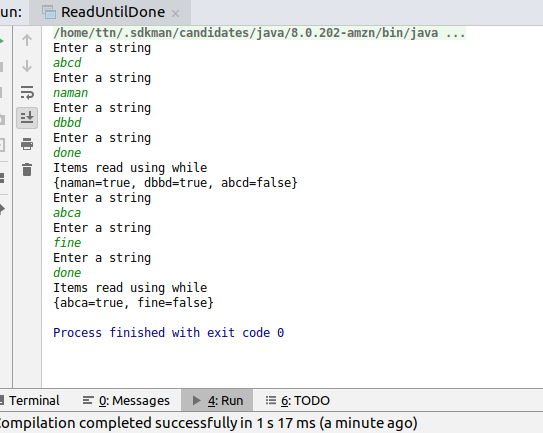 un: ReadUntilDone ×
/home/ttn/.sdkman/candidates/java/8.0.202-amzn/bin/java ...
Enter a string
abcd
Enter a string
naman
Enter a string
dbbd
Enter a string
done
Items read using while
{naman=true, dbbd=true, abcd=false}
Enter a string
abca
Enter a string
fine
Enter a string
done
Items read using while
{abca=true, fine=false}
Process finished with exit code 0
Terminal 0: Messages 4: Run 6: TODO
Compilation completed successfully in 1 s 17 ms (a minute ago)